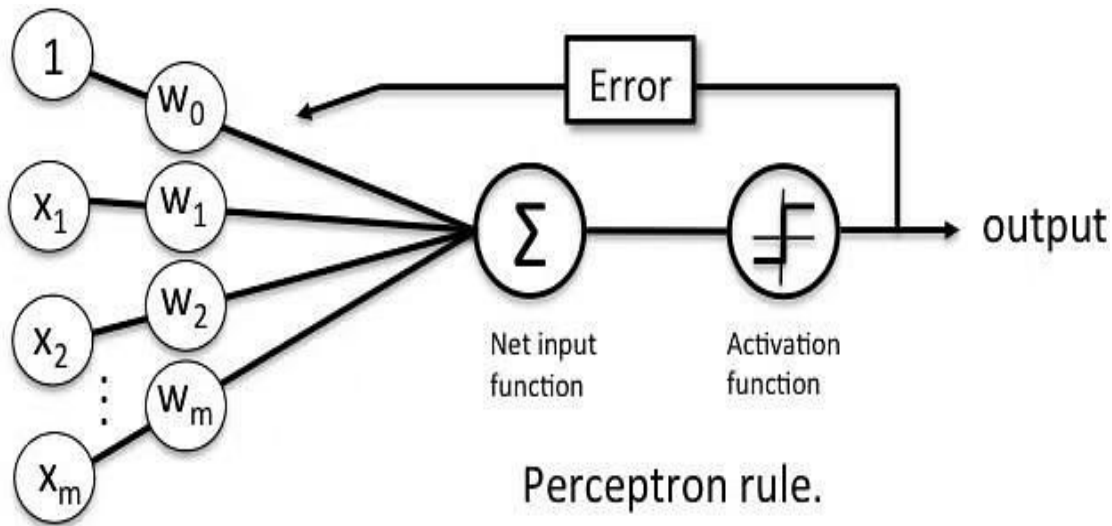 1
w₀
Error
x₁
w₁
Σ
output
x₂
w₂
Net input
function
Activation
function
⋮
wₘ
xₘ
Perceptron rule.